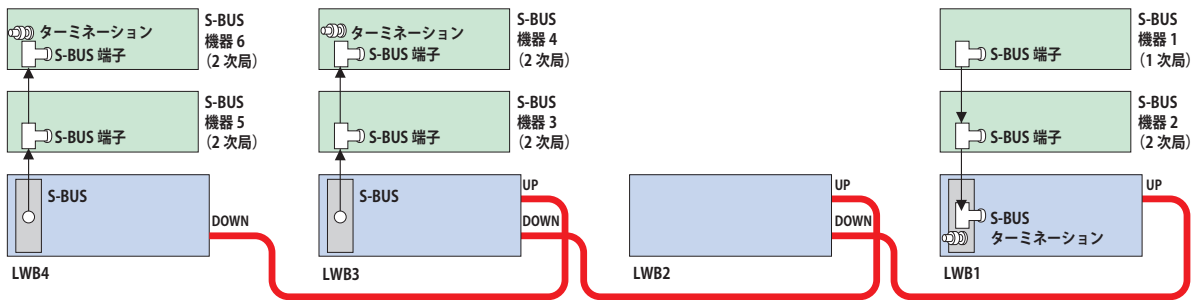 ターミネーション
S-BUS 端子
S-BUS
機器 6
(2 次局)
S-BUS 端子
S-BUS
機器 5
(2 次局)
S-BUS
DOWN
LWB4
ターミネーション
S-BUS 端子
S-BUS
機器 4
(2 次局)
S-BUS 端子
S-BUS
機器 3
(2 次局)
S-BUS
UP
DOWN
LWB3
UP
DOWN
LWB2
S-BUS 端子
S-BUS
機器 1
(1 次局)
S-BUS 端子
S-BUS
機器 2
(2 次局)
S-BUS
ターミネーション
UP
LWB1